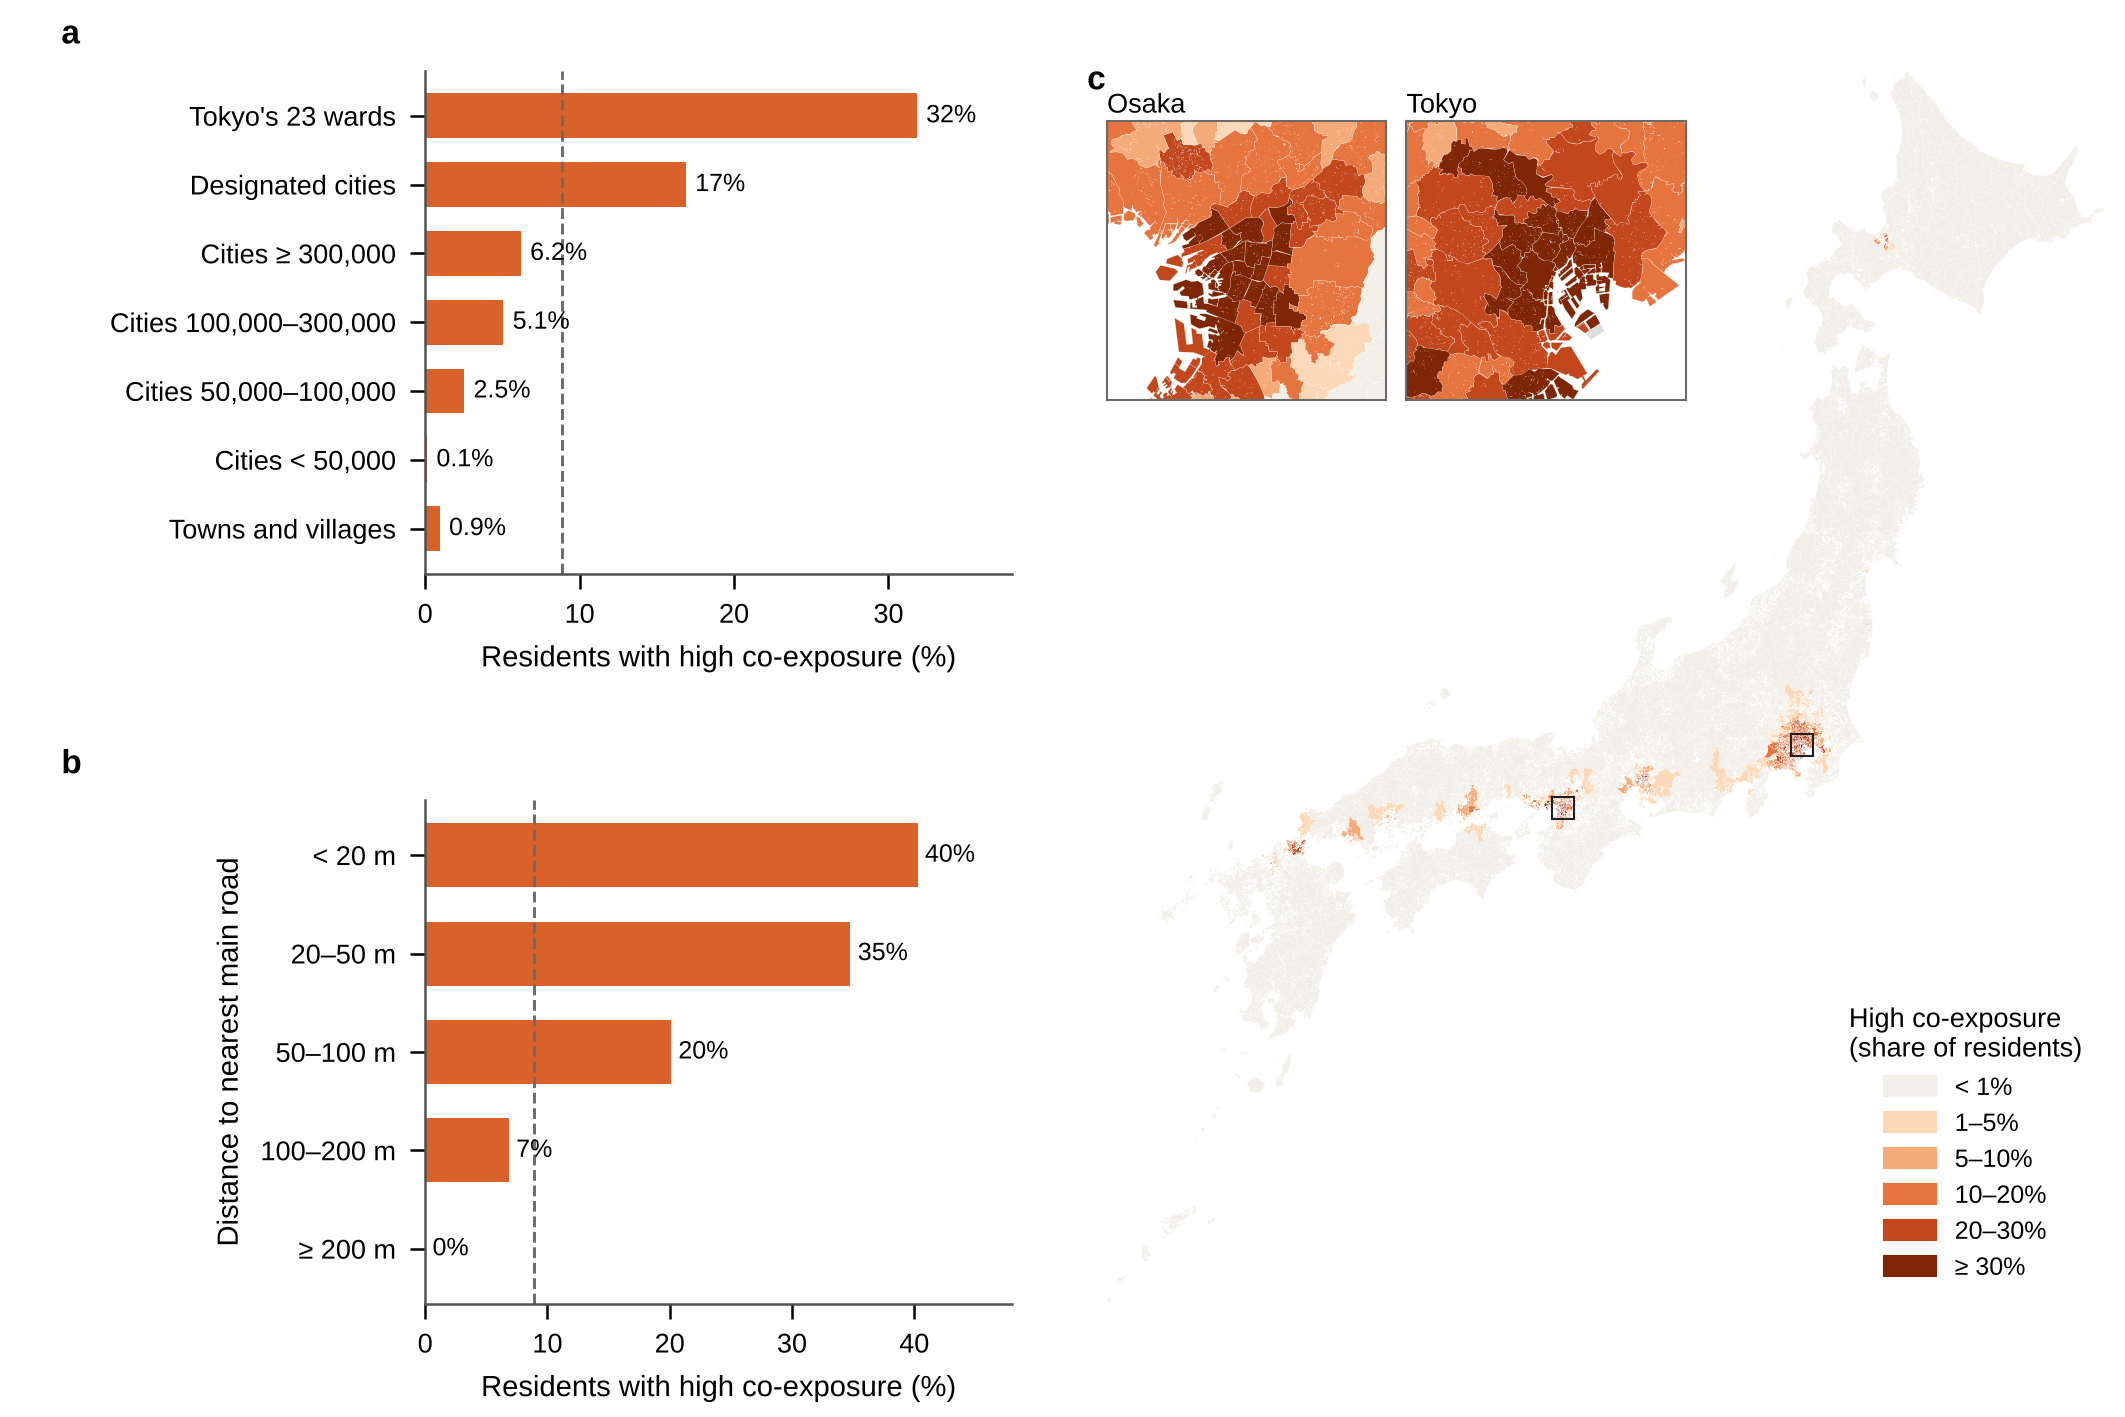 a
Tokyo's 23 wards
32%
Designated cities
17%
Cities ≥ 300,000
6.2%
Cities 100,000–300,000
5.1%
Cities 50,000–100,000
2.5%
Cities < 50,000
0.1%
Towns and villages
0.9%
0 10 20 30
Residents with high co-exposure (%)
b
Distance to nearest main road
< 20 m
40%
20–50 m
35%
50–100 m
20%
100–200 m
7%
≥ 200 m
0%
0 10 20 30 40
Residents with high co-exposure (%)
c
Osaka
Tokyo
High co-exposure
(share of residents)
< 1%
1–5%
5–10%
10–20%
20–30%
≥ 30%